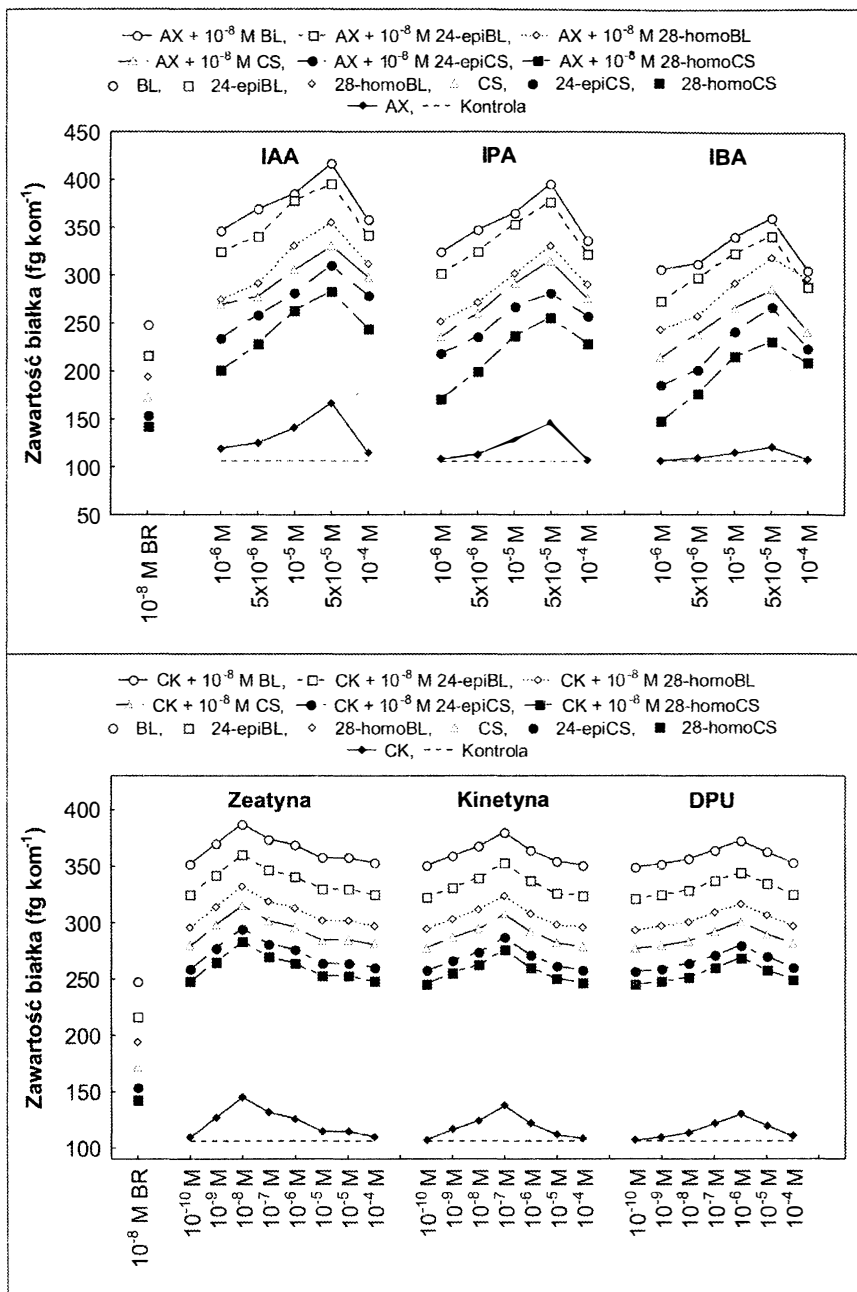 AX + 10⁻⁸ M BL, AX + 10⁻⁸ M 24-epiBL, AX + 10⁻⁸ M 28-homoBL
AX + 10⁻⁸ M CS, AX + 10⁻⁸ M 24-epiCS, AX + 10⁻⁸ M 28-homoCS
BL, 24-epiBL, 28-homoBL, CS, 24-epiCS, 28-homoCS
AX, Kontrola
Zawartość białka (fg kom⁻¹)
450
400
350
300
250
200
150
100
50
IAA IPA IBA
10⁻⁸ M BR
10⁻⁶ M
5x10⁻⁶ M
10⁻⁵ M
5x10⁻⁵ M
10⁻⁴ M
10⁻⁶ M
5x10⁻⁶ M
10⁻⁵ M
5x10⁻⁵ M
10⁻⁴ M
10⁻⁶ M
5x10⁻⁶ M
10⁻⁵ M
5x10⁻⁵ M
10⁻⁴ M
CK + 10⁻⁸ M BL, CK + 10⁻⁸ M 24-epiBL, CK + 10⁻⁸ M 28-homoBL
CK + 10⁻⁸ M CS, CK + 10⁻⁸ M 24-epiCS, CK + 10⁻⁸ M 28-homoCS
BL, 24-epiBL, 28-homoBL, CS, 24-epiCS, 28-homoCS
CK, Kontrola
Zawartość białka (fg kom⁻¹)
400
350
300
250
200
150
100
Zeatyna Kinetyna DPU
10⁻⁸ M BR
10⁻¹⁰ M
10⁻⁹ M
10⁻⁸ M
10⁻⁷ M
10⁻⁶ M
10⁻⁵ M
10⁻⁴ M
10⁻¹⁰ M
10⁻⁹ M
10⁻⁸ M
10⁻⁷ M
10⁻⁶ M
10⁻⁵ M
10⁻⁴ M
10⁻¹⁰ M
10⁻⁹ M
10⁻⁸ M
10⁻⁷ M
10⁻⁶ M
10⁻⁵ M
10⁻⁴ M